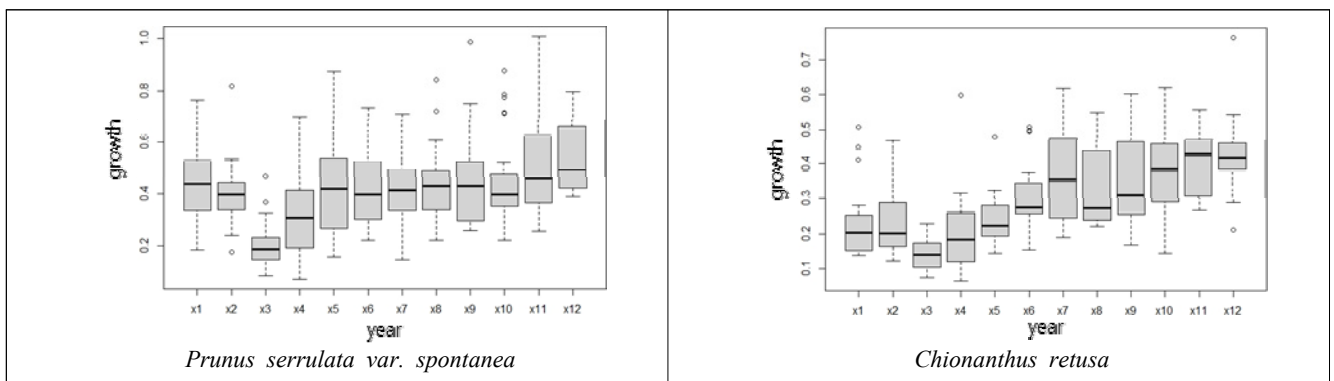 growth
1.0
0.8
0.6
0.4
0.2
x1 x2 x3 x4 x5 x6 x7 x8 x9 x10 x11 x12
year
Prunus serrulata var. spontanea
growth
0.7
0.6
0.5
0.4
0.3
0.2
0.1
x1 x2 x3 x4 x5 x6 x7 x8 x9 x10 x11 x12
year
Chionanthus retusa